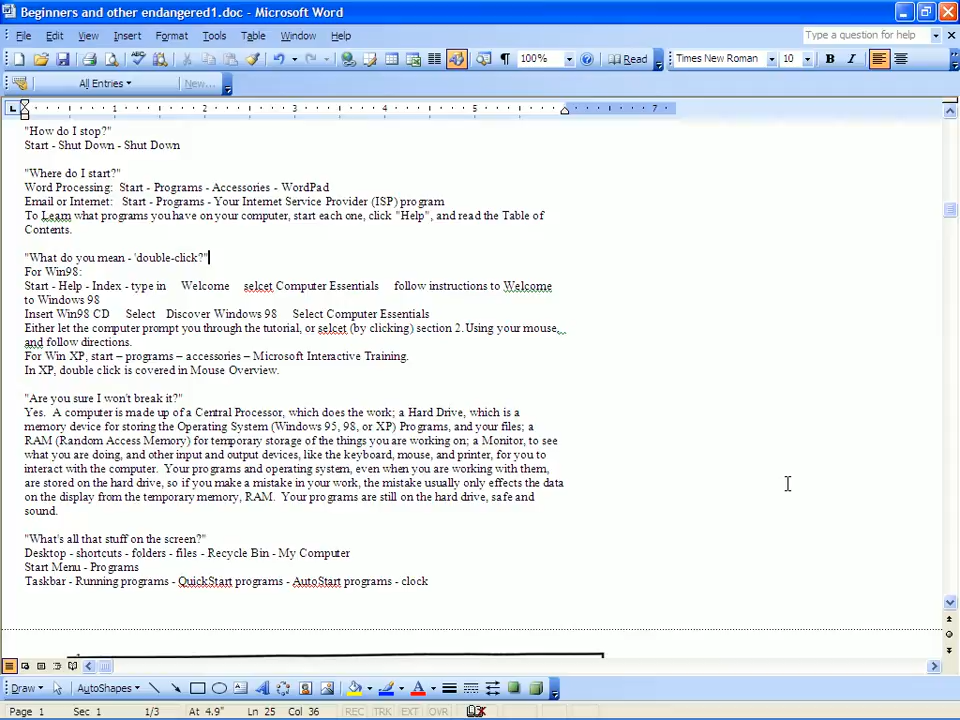 Beginners and other endangered1.doc - Microsoft Word
File Edit View Insert Format Tools Table Window Help
Type a question for help
100% Read Times New Roman 10 B I
All Entries New...
L 1 2 3 4 5 7
"How do I stop?"
Start - Shut Down - Shut Down
"Where do I start?"
Word Processing: Start - Programs - Accessories - WordPad
Email or Internet: Start - Programs - Your Internet Service Provider (ISP) program
To Learn what programs you have on your computer, start each one, click "Help", and read the Table of
Contents.
"What do you mean - 'double-click?"
For Win98:
Start - Help - Index - type in Welcome selcet Computer Essentials follow instructions to Welcome
to Windows 98
Insert Win98 CD Select Discover Windows 98 Select Computer Essentials
Either let the computer prompt you through the tutorial, or selcet (by clicking) section 2. Using your mouse,
and follow directions.
For Win XP, start – programs – accessories – Microsoft Interactive Training.
In XP, double click is covered in Mouse Overview.
"Are you sure I won't break it?"
Yes. A computer is made up of a Central Processor, which does the work; a Hard Drive, which is a
memory device for storing the Operating System (Windows 95, 98, or XP) Programs, and your files; a
RAM (Random Access Memory) for temporary storage of the things you are working on; a Monitor, to see
what you are doing, and other input and output devices, like the keyboard, mouse, and printer, for you to
interact with the computer. Your programs and operating system, even when you are working with them,
are stored on the hard drive, so if you make a mistake in your work, the mistake usually only effects the data
on the display from the temporary memory, RAM. Your programs are still on the hard drive, safe and
sound.
"What's all that stuff on the screen?"
Desktop - shortcuts - folders - files - Recycle Bin - My Computer
Start Menu - Programs
Taskbar - Running programs - QuickStart programs - AutoStart programs - clock
Draw AutoShapes A
Page 1 Sec 1 1/3 At 4.9" Ln 25 Col 36 REC TRK EXT OVR